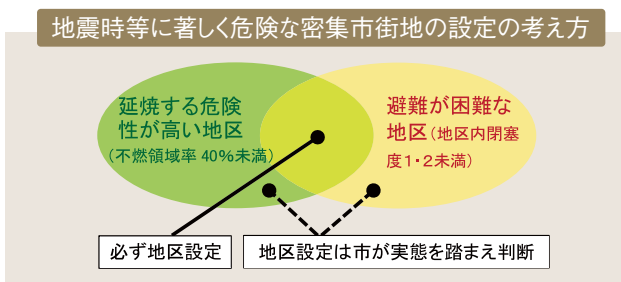 地震時等に著しく危険な密集市街地の設定の考え方
延焼する危険
性が高い地区
(不燃領域率 40%未満)
避難が困難な
地区(地区内閉塞
度1・2未満)
必ず地区設定
地区設定は市が実態を踏まえ判断